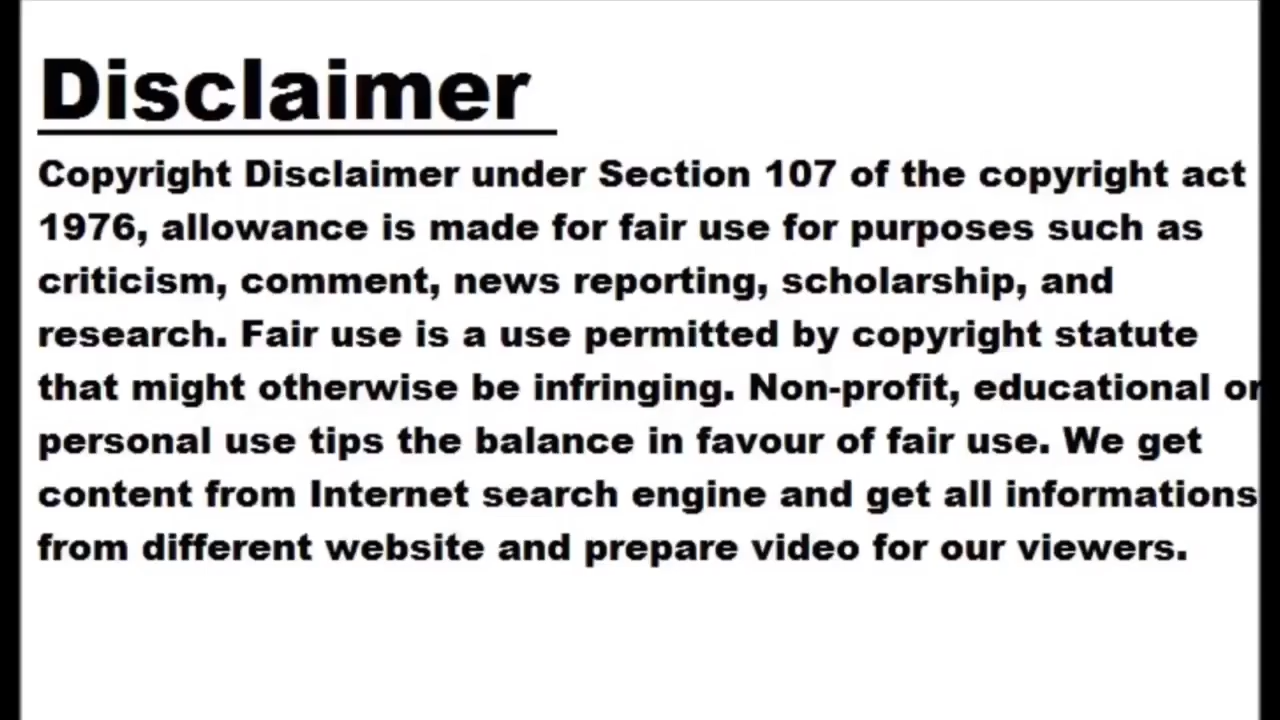 Disclaimer
Copyright Disclaimer under Section 107 of the copyright act
1976, allowance is made for fair use for purposes such as
criticism, comment, news reporting, scholarship, and
research. Fair use is a use permitted by copyright statute
that might otherwise be infringing. Non-profit, educational or
personal use tips the balance in favour of fair use. We get
content from Internet search engine and get all informations
from different website and prepare video for our viewers.